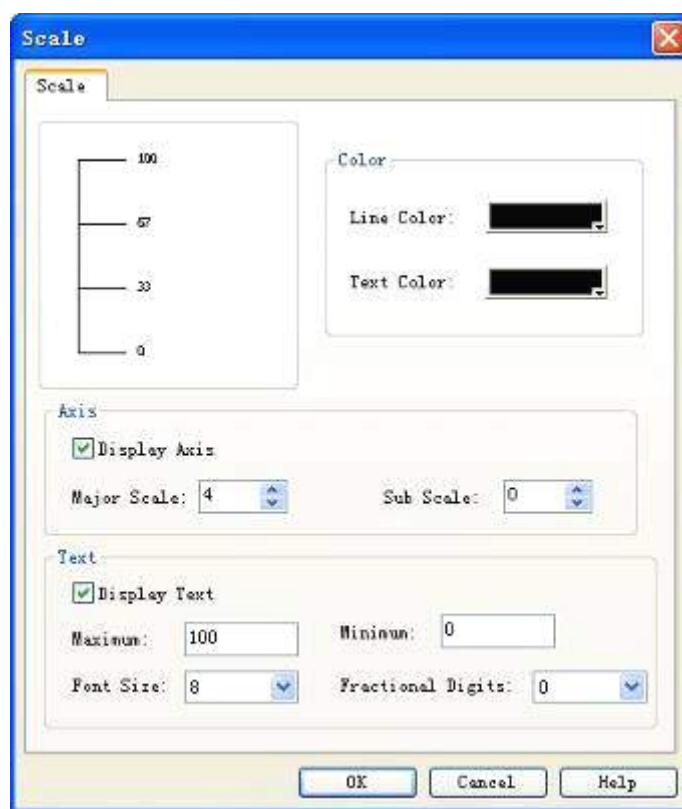 Scale
Scale
100
67
33
0
Color
Line Color:
Text Color:
Axis
Display Axis
Major Scale: 4 Sub Scale: 0
Text
Display Text
Maximum: 100 Minimum: 0
Font Size: 8 Fractional Digits: 0
OK Cancel Help